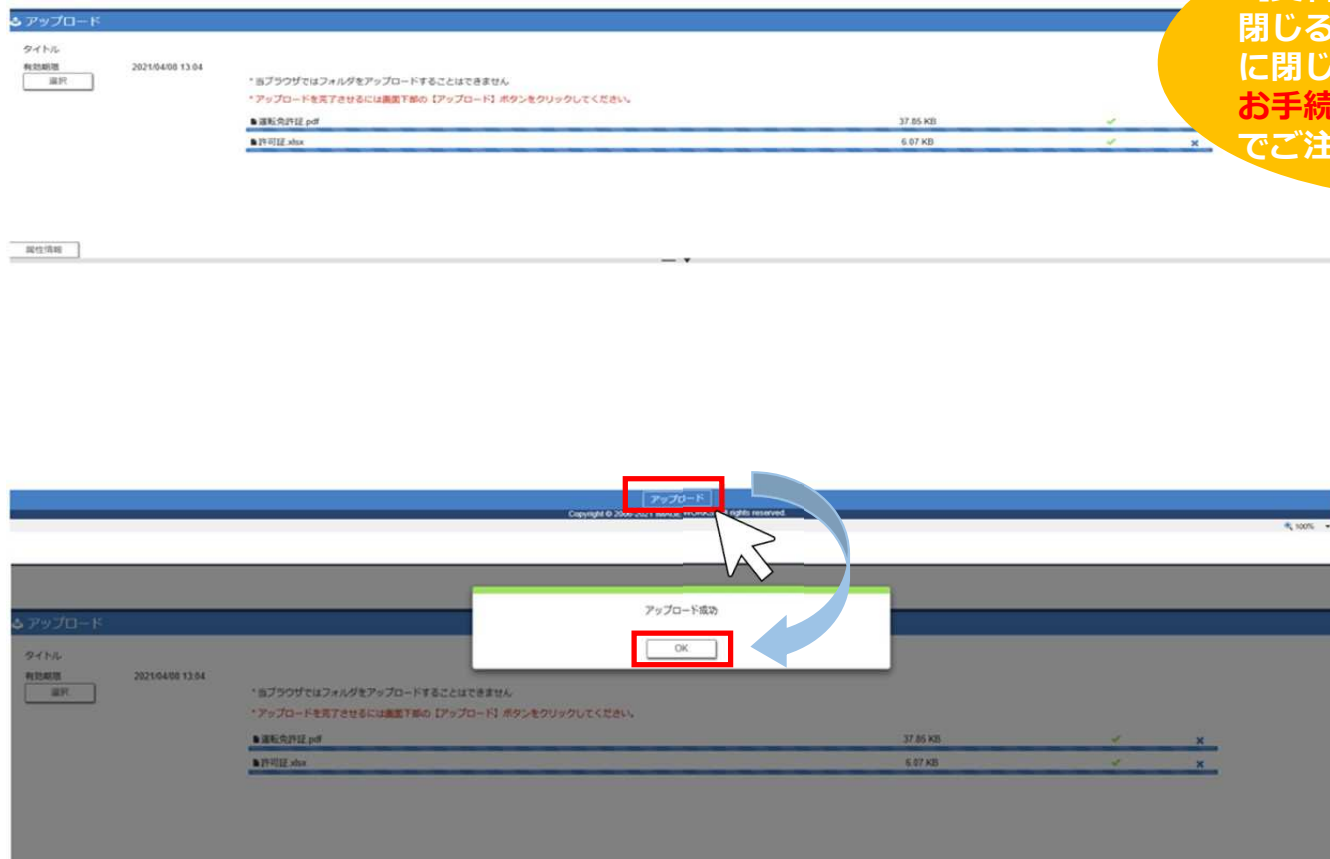 アップロード
閉じる
に閉じ
お手続
でご注
タイトル
有効期限 2021/04/08 13:04
選択
*当ブラウザではフォルダをアップロードすることはできません
*アップロードを完了させるには画面下部の【アップロード】ボタンをクリックしてください。
運転免許証.pdf 37.85 KB
許可証.xlsx 6.07 KB
属性情報
アップロード
Copyright © 2006-2021 rights reserved.
100%
アップロード成功
OK
アップロード
タイトル
有効期限 2021/04/08 13:04
選択
*当ブラウザではフォルダをアップロードすることはできません
*アップロードを完了させるには画面下部の【アップロード】ボタンをクリックしてください。
運転免許証.pdf 37.85 KB
許可証.xlsx 6.07 KB